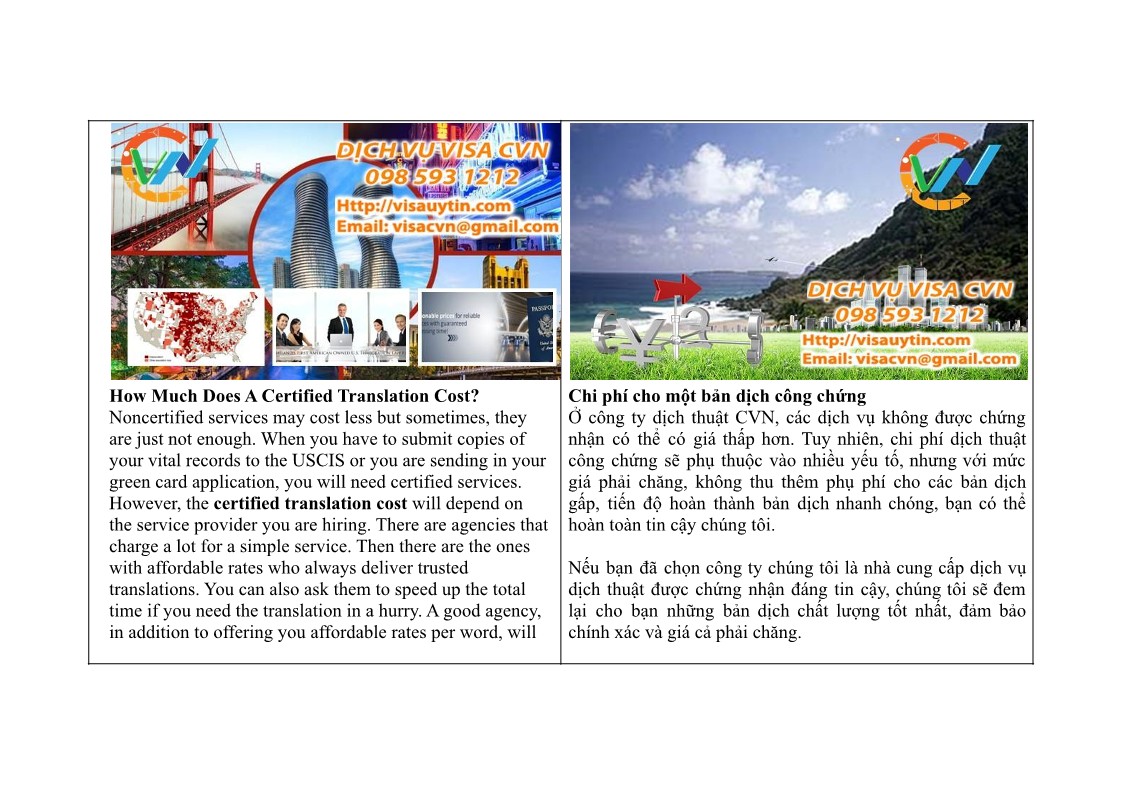 DỊCH VỤ VISA CVN
098 593 1212
Http://visauytin.com
Email: visacvn@gmail.com
PASSPORT
How Much Does A Certified Translation Cost?
Noncertified services may cost less but sometimes, they
are just not enough. When you have to submit copies of
your vital records to the USCIS or you are sending in your
green card application, you will need certified services.
However, the certified translation cost will depend on
the service provider you are hiring. There are agencies that
charge a lot for a simple service. Then there are the ones
with affordable rates who always deliver trusted
translations. You can also ask them to speed up the total
time if you need the translation in a hurry. A good agency,
in addition to offering you affordable rates per word, will
CVN
DỊCH VỤ VISA CVN
098 593 1212
Http://visauytin.com
Email: visacvn@gmail.com
Chi phí cho một bản dịch công chứng
Ở công ty dịch thuật CVN, các dịch vụ không được chứng
nhận có thể có giá thấp hơn. Tuy nhiên, chi phí dịch thuật
công chứng sẽ phụ thuộc vào nhiều yếu tố, nhưng với mức
giá phải chăng, không thu thêm phụ phí cho các bản dịch
gấp, tiến độ hoàn thành bản dịch nhanh chóng, bạn có thể
hoàn toàn tin cậy chúng tôi.
Nếu bạn đã chọn công ty chúng tôi là nhà cung cấp dịch vụ
dịch thuật được chứng nhận đáng tin cậy, chúng tôi sẽ đem
lại cho bạn những bản dịch chất lượng tốt nhất, đảm bảo
chính xác và giá cả phải chăng.